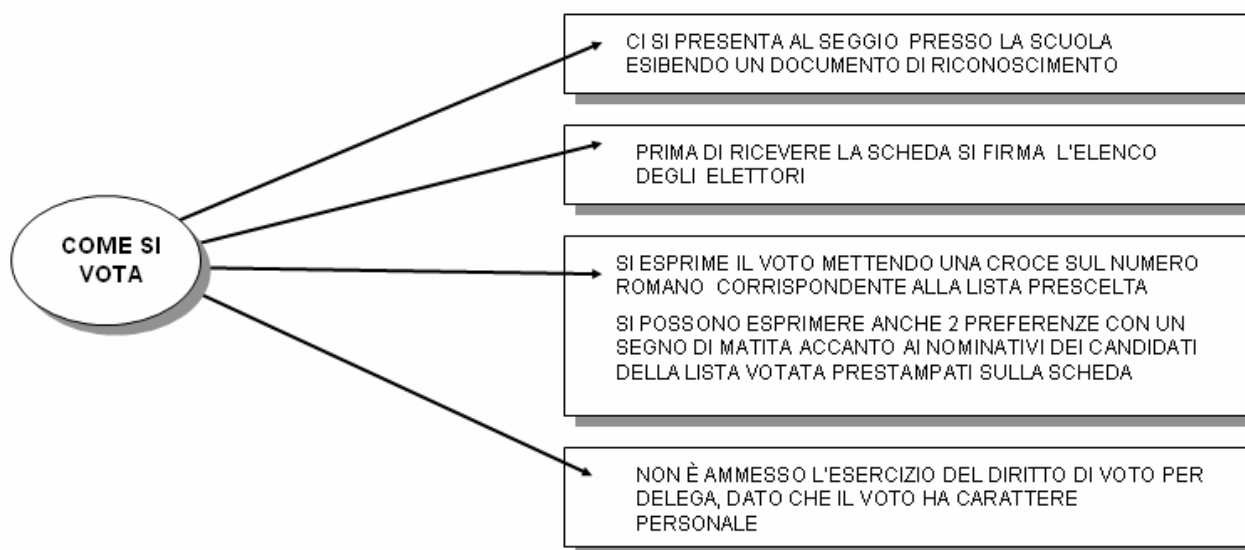 COME SI
VOTA
CI SI PRESENTA AL SEGGIO PRESSO LA SCUOLA
ESIBENDO UN DOCUMENTO DI RICONOSCIMENTO
PRIMA DI RICEVERE LA SCHEDA SI FIRMA L'ELENCO
DEGLI ELETTORI
SI ESPRIME IL VOTO METTENDO UNA CROCE SUL NUMERO
ROMANO CORRISPONDENTE ALLA LISTA PRESCELTA
SI POSSONO ESPRIMERE ANCHE 2 PREFERENZE CON UN
SEGNO DI MATITA ACCANTO AI NOMINATIVI DEI CANDIDATI
DELLA LISTA VOTATA PRESTAMPATI SULLA SCHEDA
NON È AMMESSO L'ESERCIZIO DEL DIRITTO DI VOTO PER
DELEGA, DATO CHE IL VOTO HA CARATTERE
PERSONALE